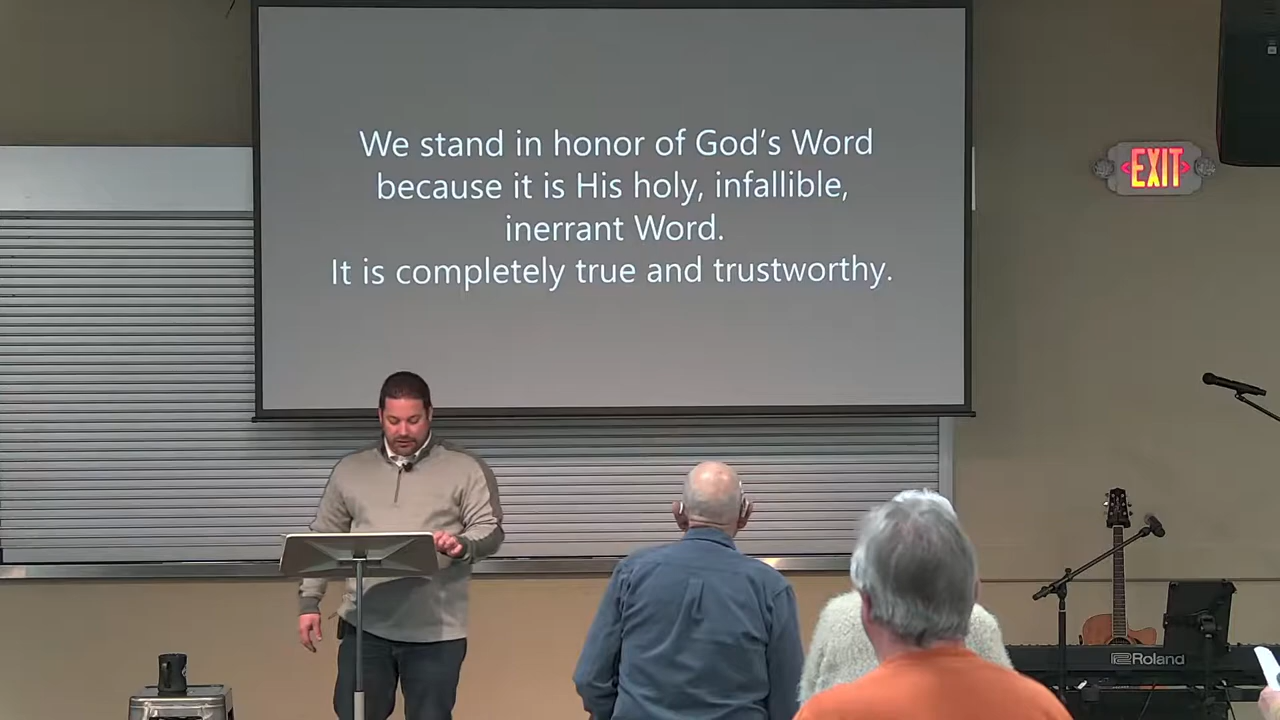 We stand in honor of God's Word
because it is His holy, infallible,
inerrant Word.
It is completely true and trustworthy.
EXIT
Roland